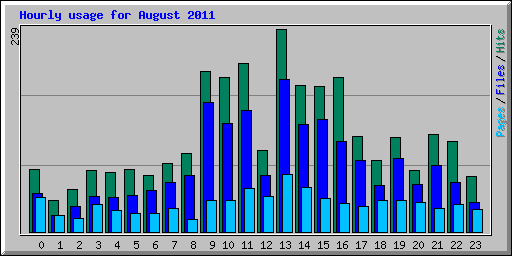 Hourly usage for August 2011
239
Pages/Files/Hits
0 1 2 3 4 5 6 7 8 9 10 11 12 13 14 15 16 17 18 19 20 21 22 23